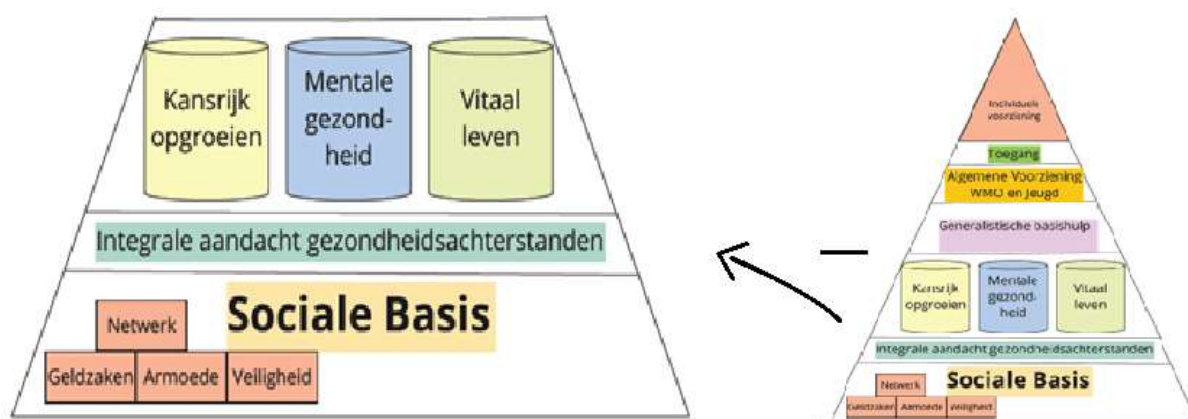 Kansrijk
opgroeien
Mentale
gezond-
heid
Vitaal
leven
Integrale aandacht gezondheidsachterstanden
Sociale Basis
Netwerk
Geldzaken
Armoede
Veiligheid
Individuele
voorziening
Toegang
Algemene Voorziening
WMO en Jeugd
Generalistische basishulp
Kansrijk
opgroeien
Mentale
gezond-
heid
Vitaal
leven
Integrale aandacht gezondheidsachterstanden
Sociale Basis
Netwerk
Geldzaken
Armoede
Veiligheid